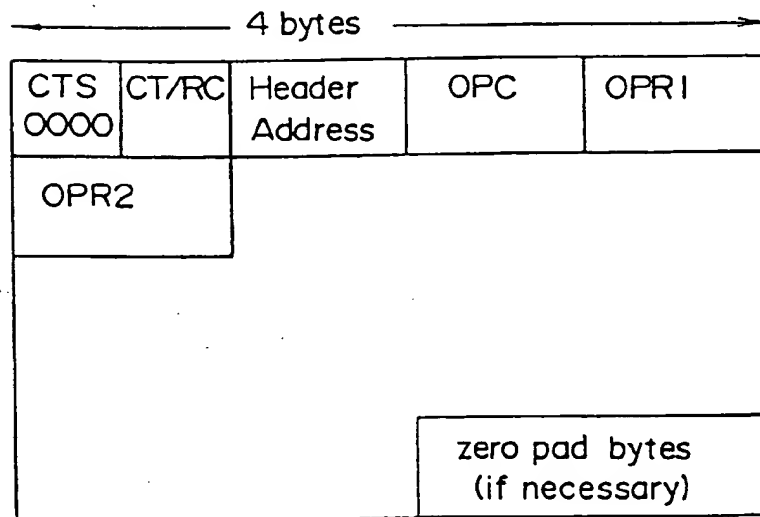 4 bytes
CTS
0000
CT/RC
Header
Address
OPC
OPR1
OPR2
zero pad bytes
(if necessary)